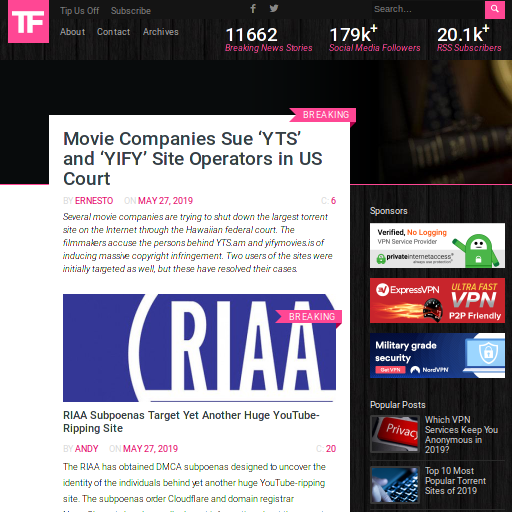 TF
Tip Us Off
Subscribe
Search...
About
Contact
Archives
11662
Breaking News Stories
179k+
Social Media Followers
20.1k+
RSS Subscribers
BREAKING
Movie Companies Sue ‘YTS’
and ‘YIFY’ Site Operators in US
Court
BY ERNESTO ON MAY 27, 2019
C: 6
Several movie companies are trying to shut down the largest torrent
site on the Internet through the Hawaiian federal court. The
filmmakers accuse the persons behind YTS.am and yifymovies.is of
inducing massive copyright infringement. Two users of the sites were
initially targeted as well, but these have resolved their cases.
RIAA
BREAKING
RIAA Subpoenas Target Yet Another Huge YouTube-
Ripping Site
BY ANDY ON MAY 27, 2019
C: 20
The RIAA has obtained DMCA subpoenas designed to uncover the
identity of the individuals behind yet another huge YouTube-ripping
site. The subpoenas order Cloudflare and domain registrar
Sponsors
Verified, No Logging
VPN Service Provider
privateinternetaccess
always use protection
ExpressVPN
ULTRA FAST
VPN
P2P Friendly
Military grade
security
Get VPN
NordVPN
Popular Posts
Privacy
Which VPN
Services Keep You
Anonymous in
2019?
Top 10 Most
Popular Torrent
Sites of 2019